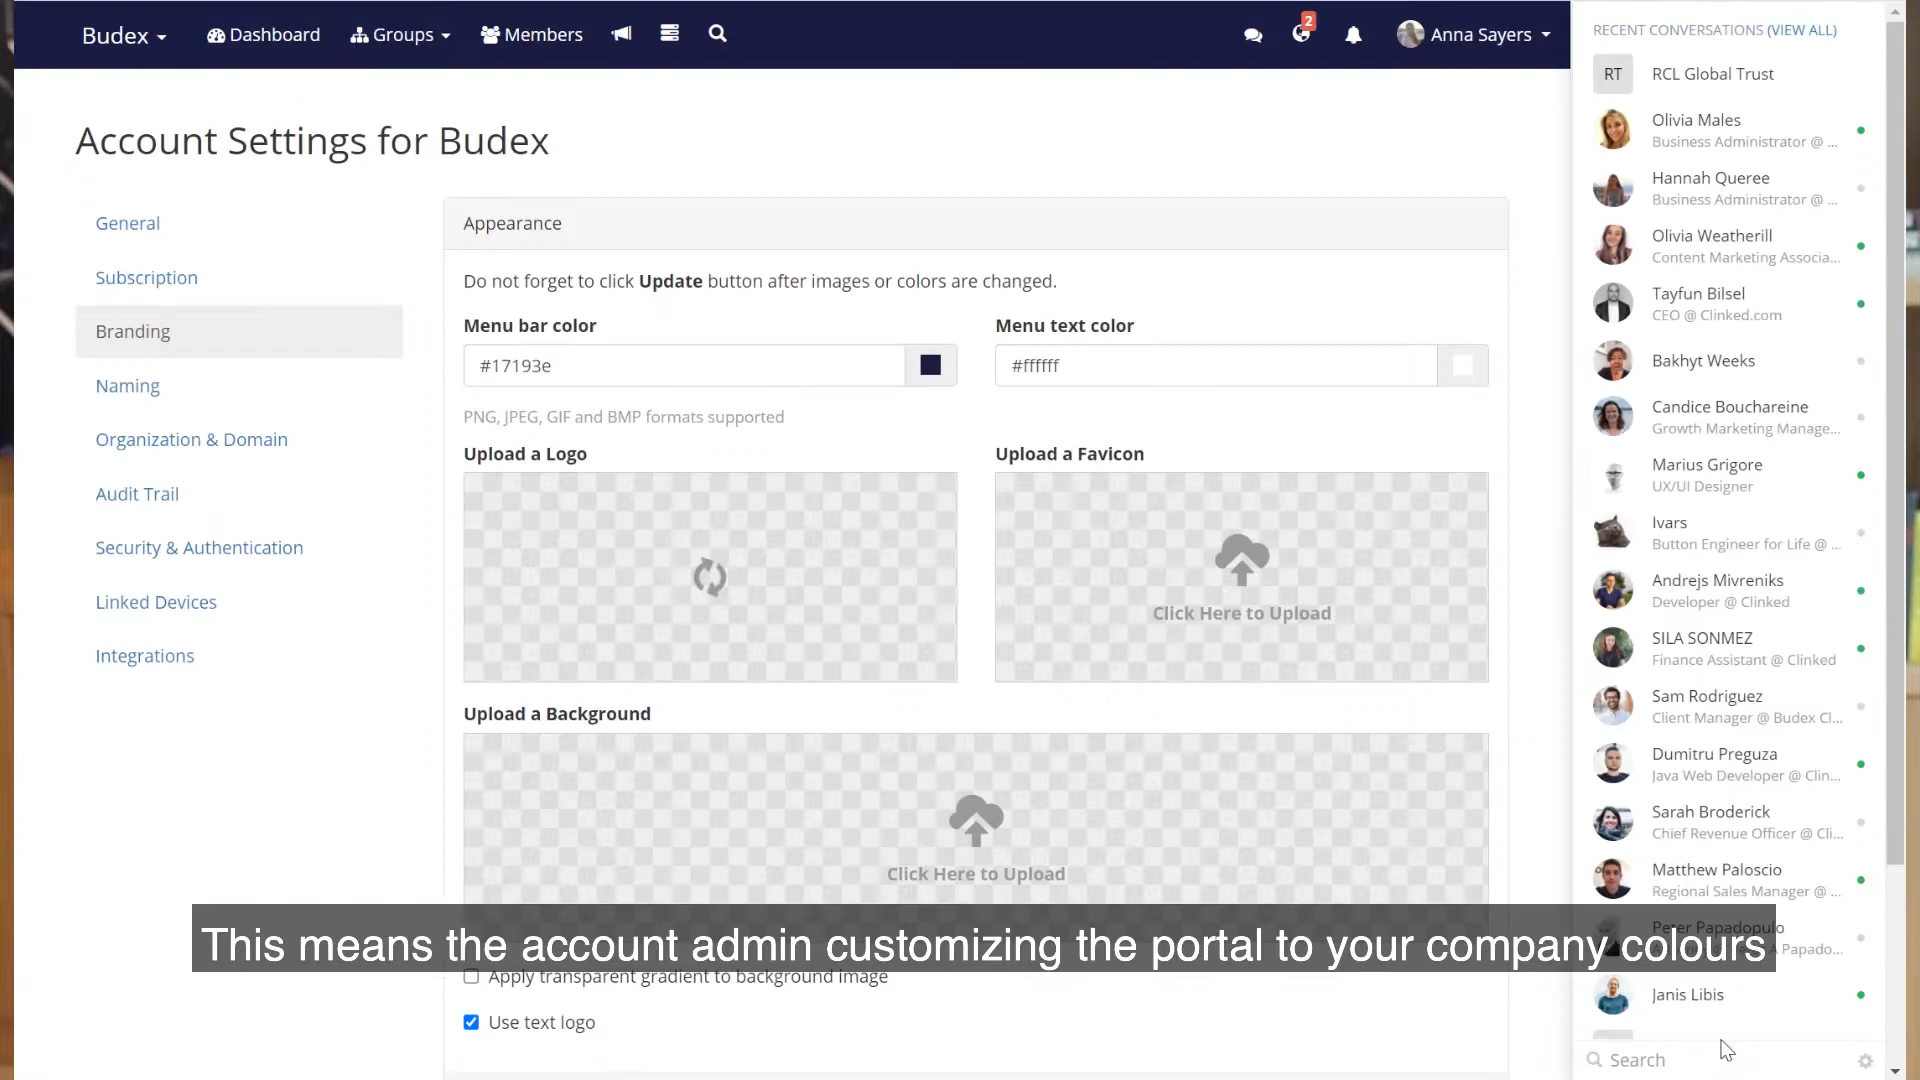 Budex
Dashboard
Groups
Members
2
Anna Sayers
RECENT CONVERSATIONS (VIEW ALL)
RT
RCL Global Trust
Account Settings for Budex
General
Subscription
Branding
Naming
Organization & Domain
Audit Trail
Security & Authentication
Linked Devices
Integrations
Appearance
Do not forget to click Update button after images or colors are changed.
Menu bar color
Menu text color
#17193e
#ffffff
PNG, JPEG, GIF and BMP formats supported
Upload a Logo
Upload a Favicon
Click Here to Upload
Upload a Background
Click Here to Upload
This means the account admin customizing the portal to your company colours
Apply transparent gradient to background image
Use text logo
Olivia Males
Business Administrator @ ...
Hannah Queree
Business Administrator @ ...
Olivia Weatherill
Content Marketing Associa...
Tayfun Bilsel
CEO @ Clinked.com
Bakhyt Weeks
Candice Bouchareine
Growth Marketing Manage...
Marius Grigore
UX/UI Designer
Ivars
Button Engineer for Life @ ...
Andrejs Mivreniks
Developer @ Clinked
SILA SONMEZ
Finance Assistant @ Clinked
Sam Rodriguez
Client Manager @ Budex Cl...
Dumitru Preguza
Java Web Developer @ Clin...
Sarah Broderick
Chief Revenue Officer @ Cli...
Matthew Paloscio
Regional Sales Manager @ ...
Peter Papadopulo
A Papado...
Janis Libis
Search